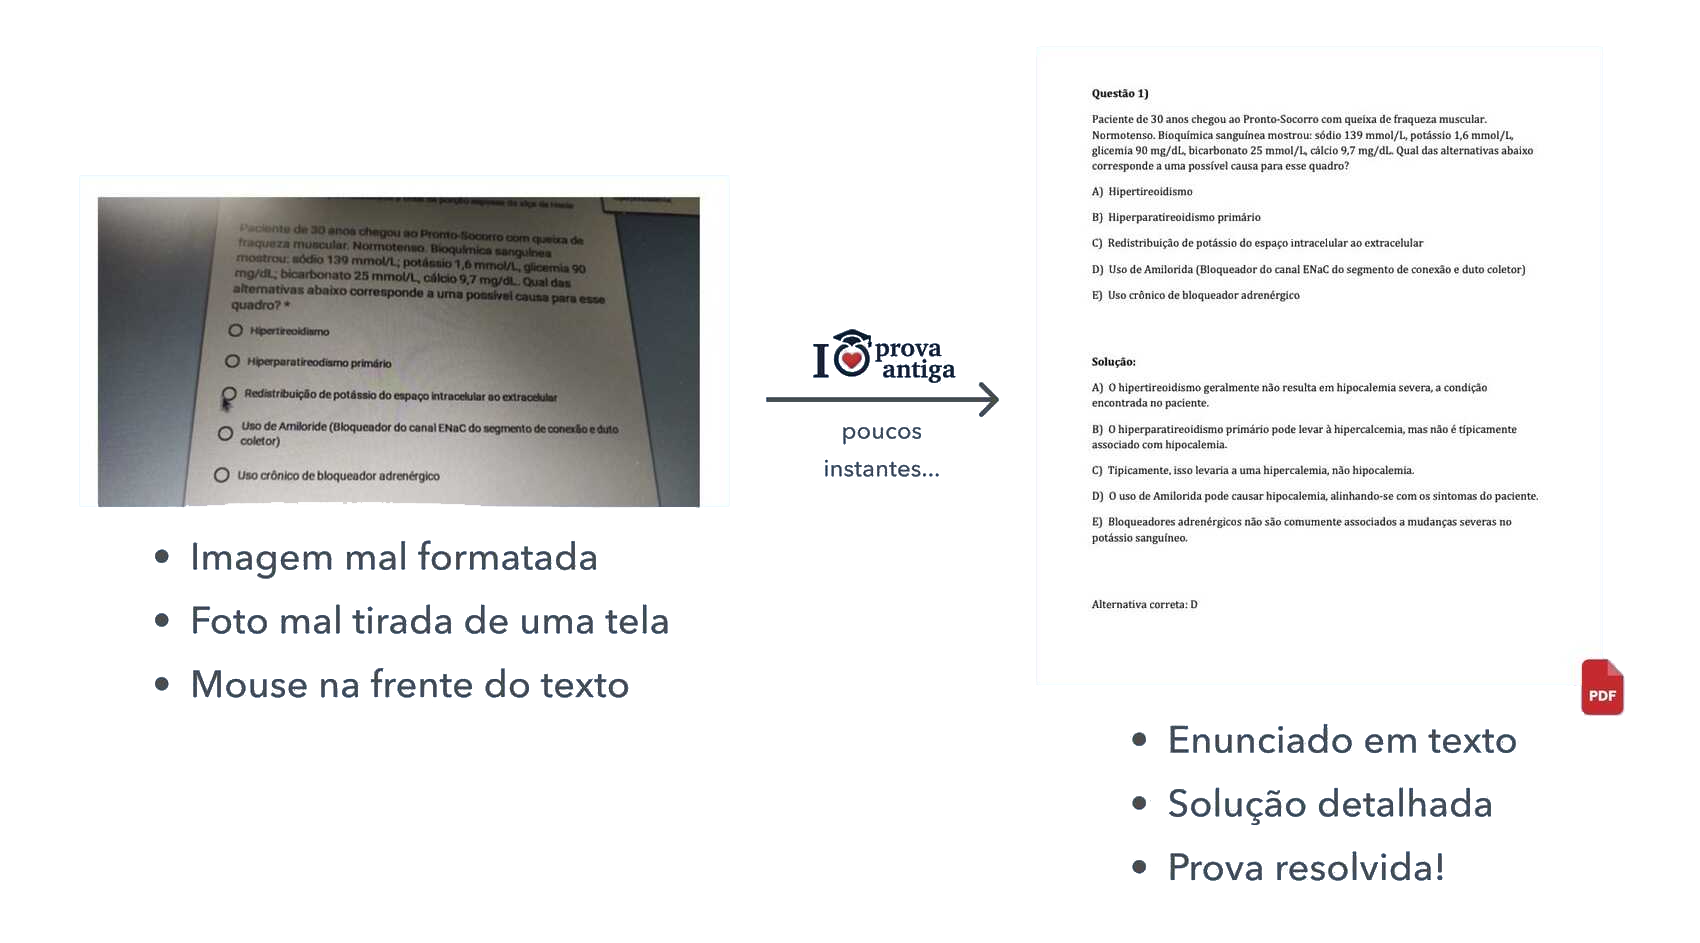 Paciente de 30 anos chegou ao Pronto-Socorro com queixa de
fraqueza muscular. Normotenso. Bioquímica sanguínea
mostrou: sódio 139 mmol/L; potássio 1,6 mmol/L, glicemia 90
mg/dL; bicarbonato 25 mmol/L, cálcio 9,7 mg/dL. Qual das
alternativas abaixo corresponde a uma possível causa para esse
quadro? *
Hipertireoidismo
Hiperparatireodismo primário
Redistribuição de potássio do espaço intracelular ao extracelular
Uso de Amiloride (Bloqueador do canal ENaC do segmento de conexão e duto
coletor)
Uso crônico de bloqueador adrenérgico
• Imagem mal formatada
• Foto mal tirada de uma tela
• Mouse na frente do texto
I prova
antiga
poucos
instantes...
Questão 1)
Paciente de 30 anos chegou ao Pronto-Socorro com queixa de fraqueza muscular.
Normotenso. Bioquímica sanguínea mostrou: sódio 139 mmol/L, potássio 1,6 mmol/L,
glicemia 90 mg/dL, bicarbonato 25 mmol/L, cálcio 9,7 mg/dL. Qual das alternativas abaixo
corresponde a uma possível causa para esse quadro?
A) Hipertireoidismo
B) Hiperparatireoidismo primário
C) Redistribuição de potássio do espaço intracelular ao extracelular
D) Uso de Amilorida (Bloqueador do canal ENaC do segmento de conexão e duto coletor)
E) Uso crônico de bloqueador adrenérgico
Solução:
A) O hipertireoidismo geralmente não resulta em hipocalemia severa, a condição
encontrada no paciente.
B) O hiperparatireoidismo primário pode levar à hipercalcemia, mas não é tipicamente
associado com hipocalemia.
C) Tipicamente, isso levaria a uma hipercalemia, não hipocalemia.
D) O uso de Amilorida pode causar hipocalemia, alinhando-se com os sintomas do paciente.
E) Bloqueadores adrenérgicos não são comumente associados a mudanças severas no
potássio sanguíneo.
Alternativa correta: D
PDF
• Enunciado em texto
• Solução detalhada
• Prova resolvida!